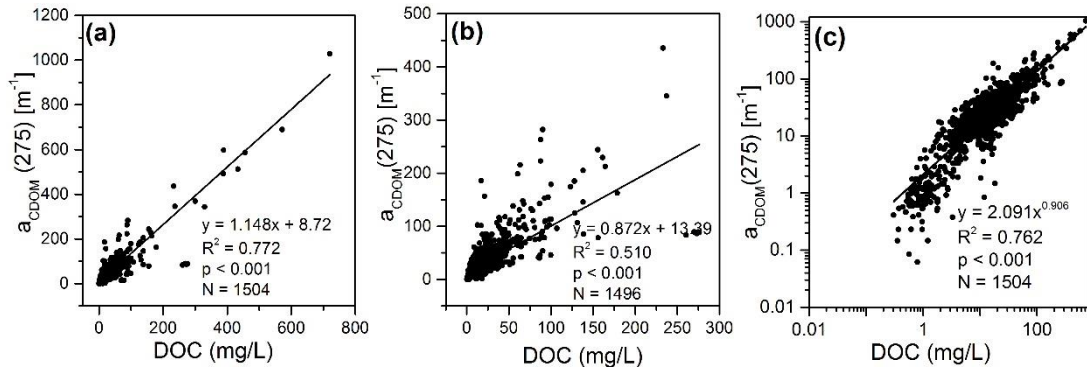 (a)
1000
800
600
400
200
0
a_CDOM(275) [m⁻¹]
y = 1.148x + 8.72
R² = 0.772
p < 0.001
N = 1504
0 200 400 600 800
DOC (mg/L)
(b)
500
400
300
200
100
0
a_CDOM(275) [m⁻¹]
y = 0.872x + 13.39
R² = 0.510
p < 0.001
N = 1496
0 50 100 150 200 250 300
DOC (mg/L)
(c)
1000
100
10
1
0.1
0.01
a_CDOM(275) [m⁻¹]
y = 2.091x^0.906
R² = 0.762
p < 0.001
N = 1504
0.01 1 100
DOC (mg/L)